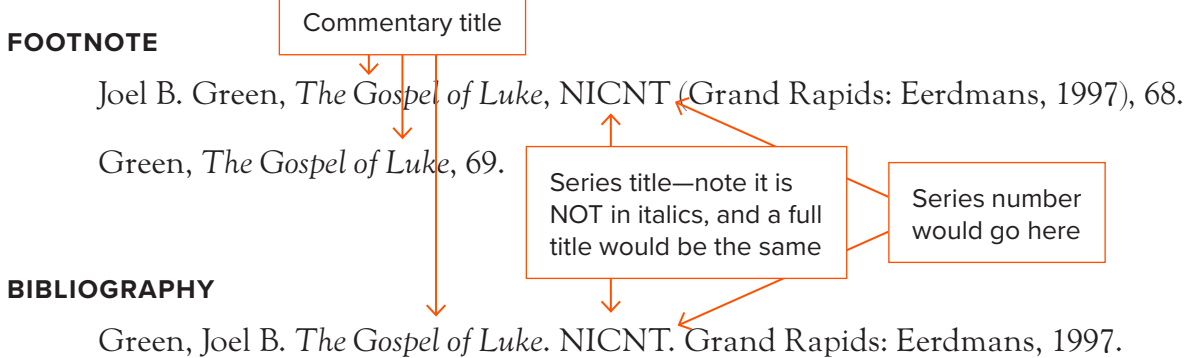 Commentary title
FOOTNOTE
Joel B. Green, The Gospel of Luke, NICNT (Grand Rapids: Eerdmans, 1997), 68.
Green, The Gospel of Luke, 69.
Series title—note it is
NOT in italics, and a full
title would be the same
Series number
would go here
BIBLIOGRAPHY
Green, Joel B. The Gospel of Luke. NICNT. Grand Rapids: Eerdmans, 1997.